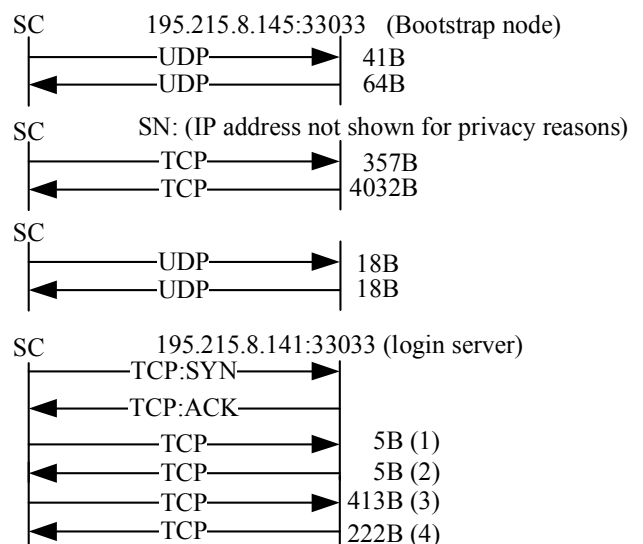 SC 195.215.8.145:33033 (Bootstrap node)
UDP 41B
UDP 64B
SC SN: (IP address not shown for privacy reasons)
TCP 357B
TCP 4032B
SC
UDP 18B
UDP 18B
SC 195.215.8.141:33033 (login server)
TCP:SYN
TCP:ACK
TCP 5B (1)
TCP 5B (2)
TCP 413B (3)
TCP 222B (4)